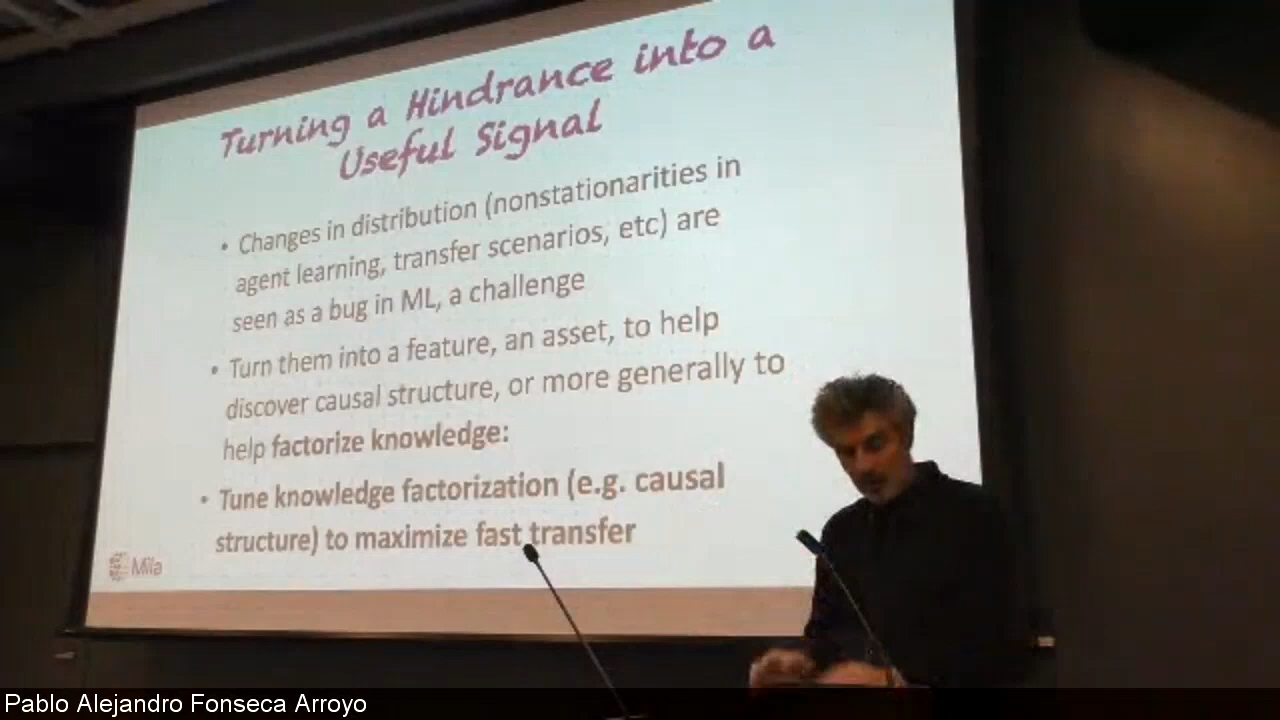 Turning a Hindrance into a
Useful Signal
• Changes in distribution (nonstationarities in
agent learning, transfer scenarios, etc) are
seen as a bug in ML, a challenge
• Turn them into a feature, an asset, to help
discover causal structure, or more generally to
help factorize knowledge:
• Tune knowledge factorization (e.g. causal
structure) to maximize fast transfer
Mila
Pablo Alejandro Fonseca Arroyo